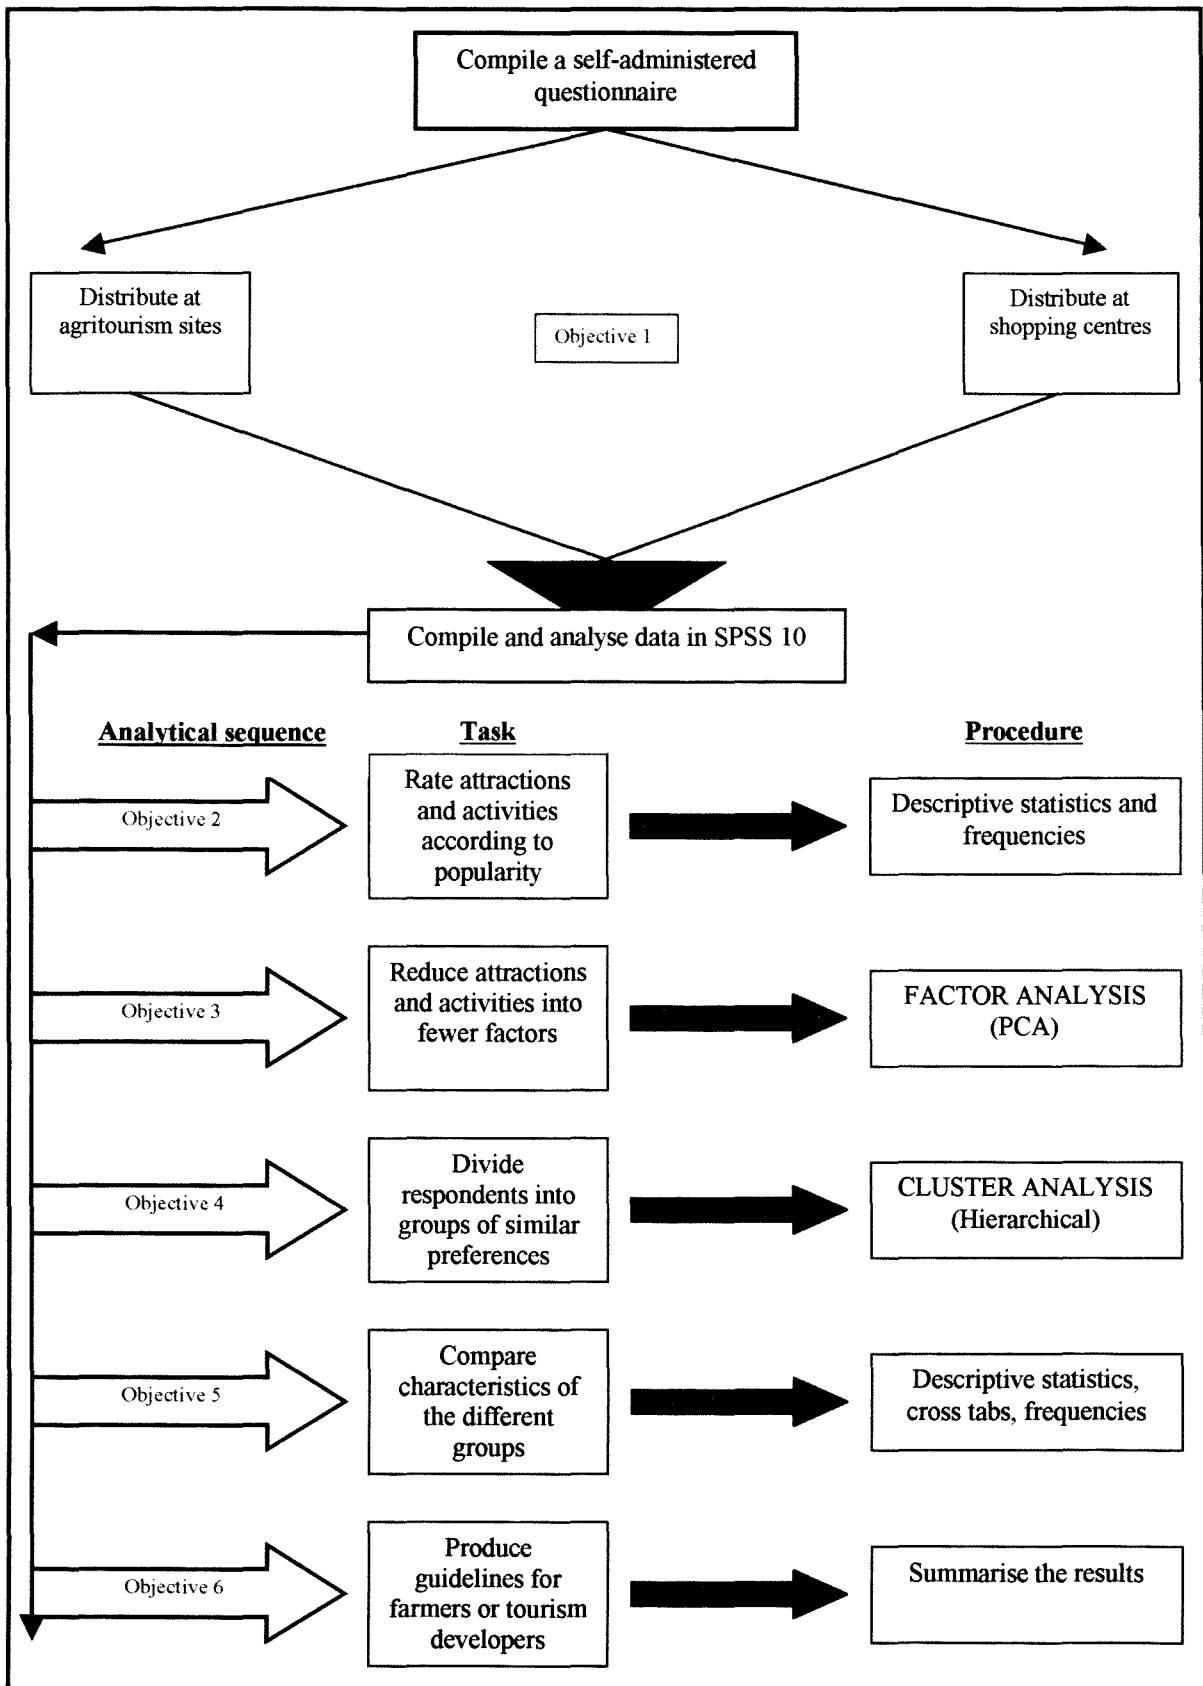 Compile a self-administered
questionnaire
Distribute at
agritourism sites
Objective 1
Distribute at
shopping centres
Compile and analyse data in SPSS 10
Analytical sequence
Task
Procedure
Objective 2
Rate attractions
and activities
according to
popularity
Descriptive statistics and
frequencies
Objective 3
Reduce attractions
and activities into
fewer factors
FACTOR ANALYSIS
(PCA)
Objective 4
Divide
respondents into
groups of similar
preferences
CLUSTER ANALYSIS
(Hierarchical)
Objective 5
Compare
characteristics of
the different
groups
Descriptive statistics,
cross tabs, frequencies
Objective 6
Produce
guidelines for
farmers or tourism
developers
Summarise the results